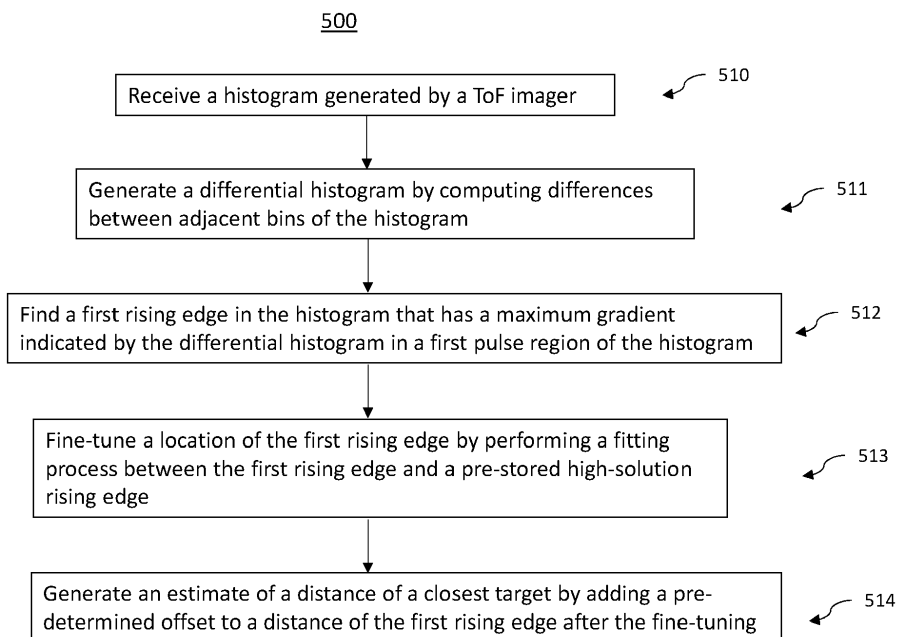 500
Receive a histogram generated by a ToF imager
510
Generate a differential histogram by computing differences
between adjacent bins of the histogram
511
Find a first rising edge in the histogram that has a maximum gradient
indicated by the differential histogram in a first pulse region of the histogram
512
Fine-tune a location of the first rising edge by performing a fitting
process between the first rising edge and a pre-stored high-solution
rising edge
513
Generate an estimate of a distance of a closest target by adding a pre-
determined offset to a distance of the first rising edge after the fine-tuning
514